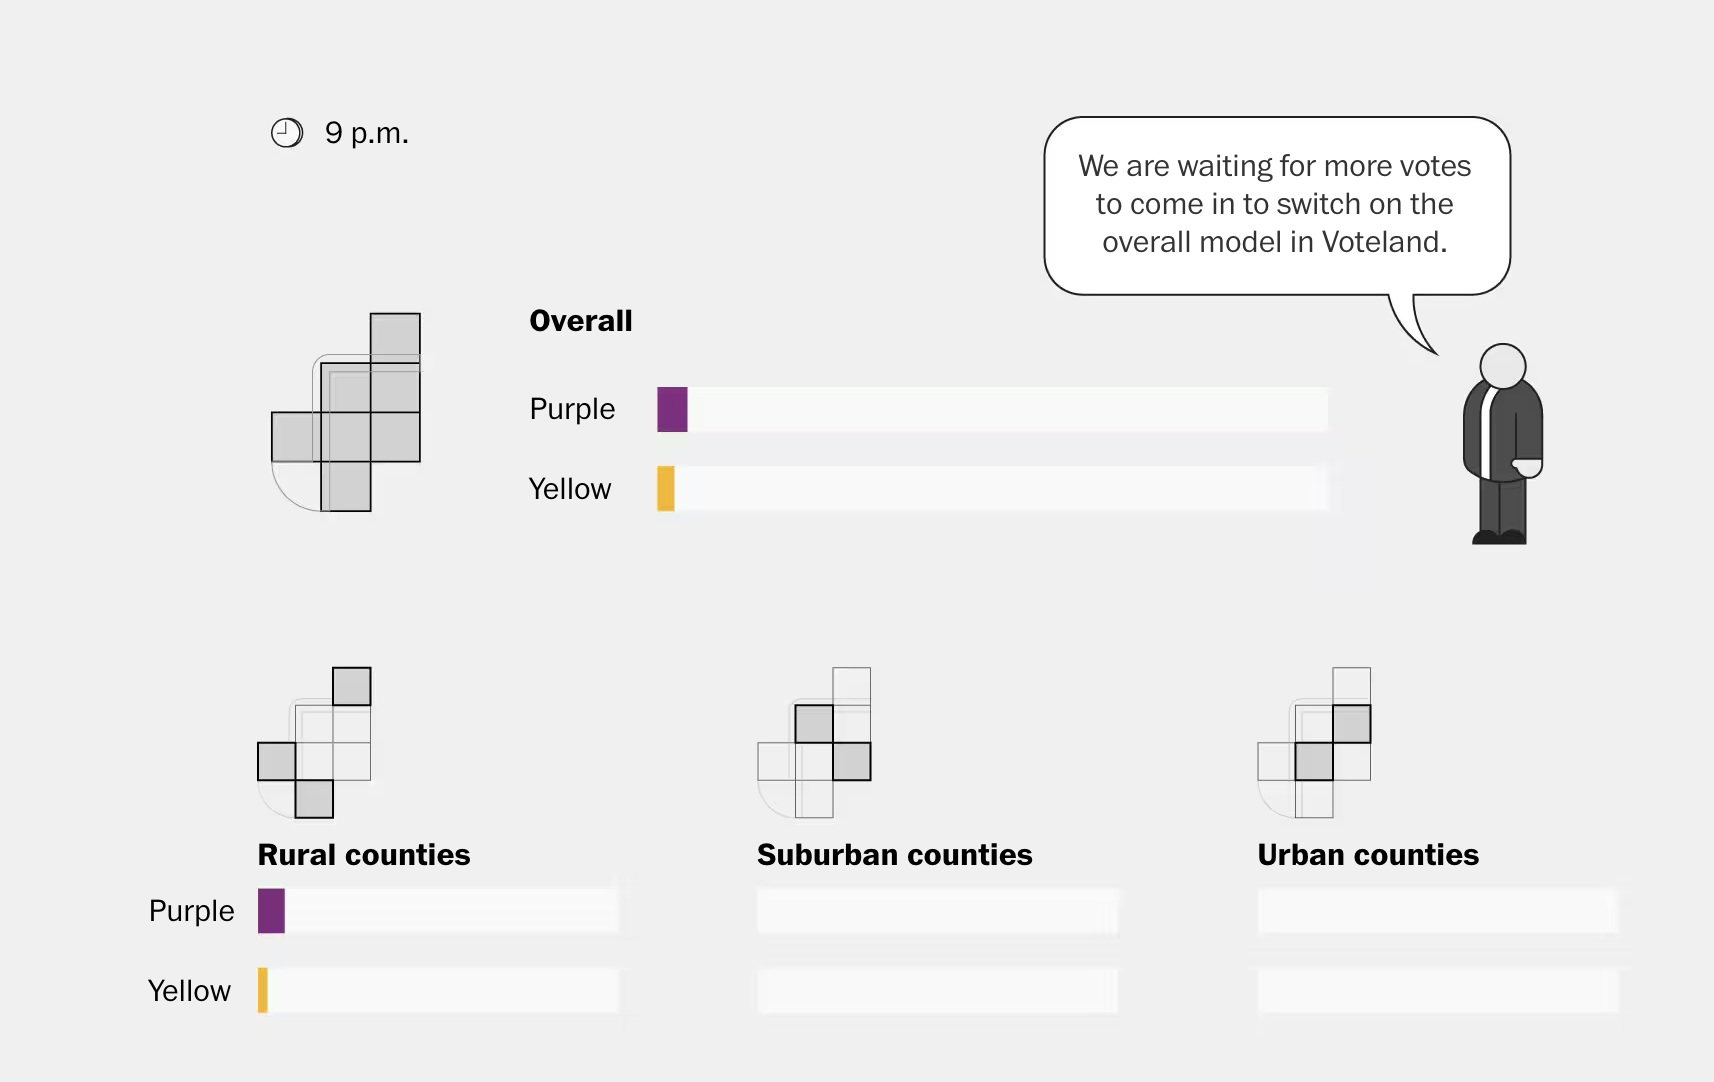 9 p.m.
We are waiting for more votes
to come in to switch on the
overall model in Voteland.
Overall
Purple
Yellow
Rural counties
Suburban counties
Urban counties
Purple
Yellow